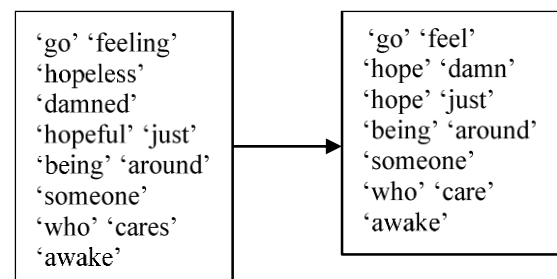 ‘go’ ‘feeling’
‘hopeless’
‘damned’
‘hopeful’ ‘just’
‘being’ ‘around’
‘someone’
‘who’ ‘cares’
‘awake’
‘go’ ‘feel’
‘hope’ ‘damn’
‘hope’ ‘just’
‘being’ ‘around’
‘someone’
‘who’ ‘care’
‘awake’